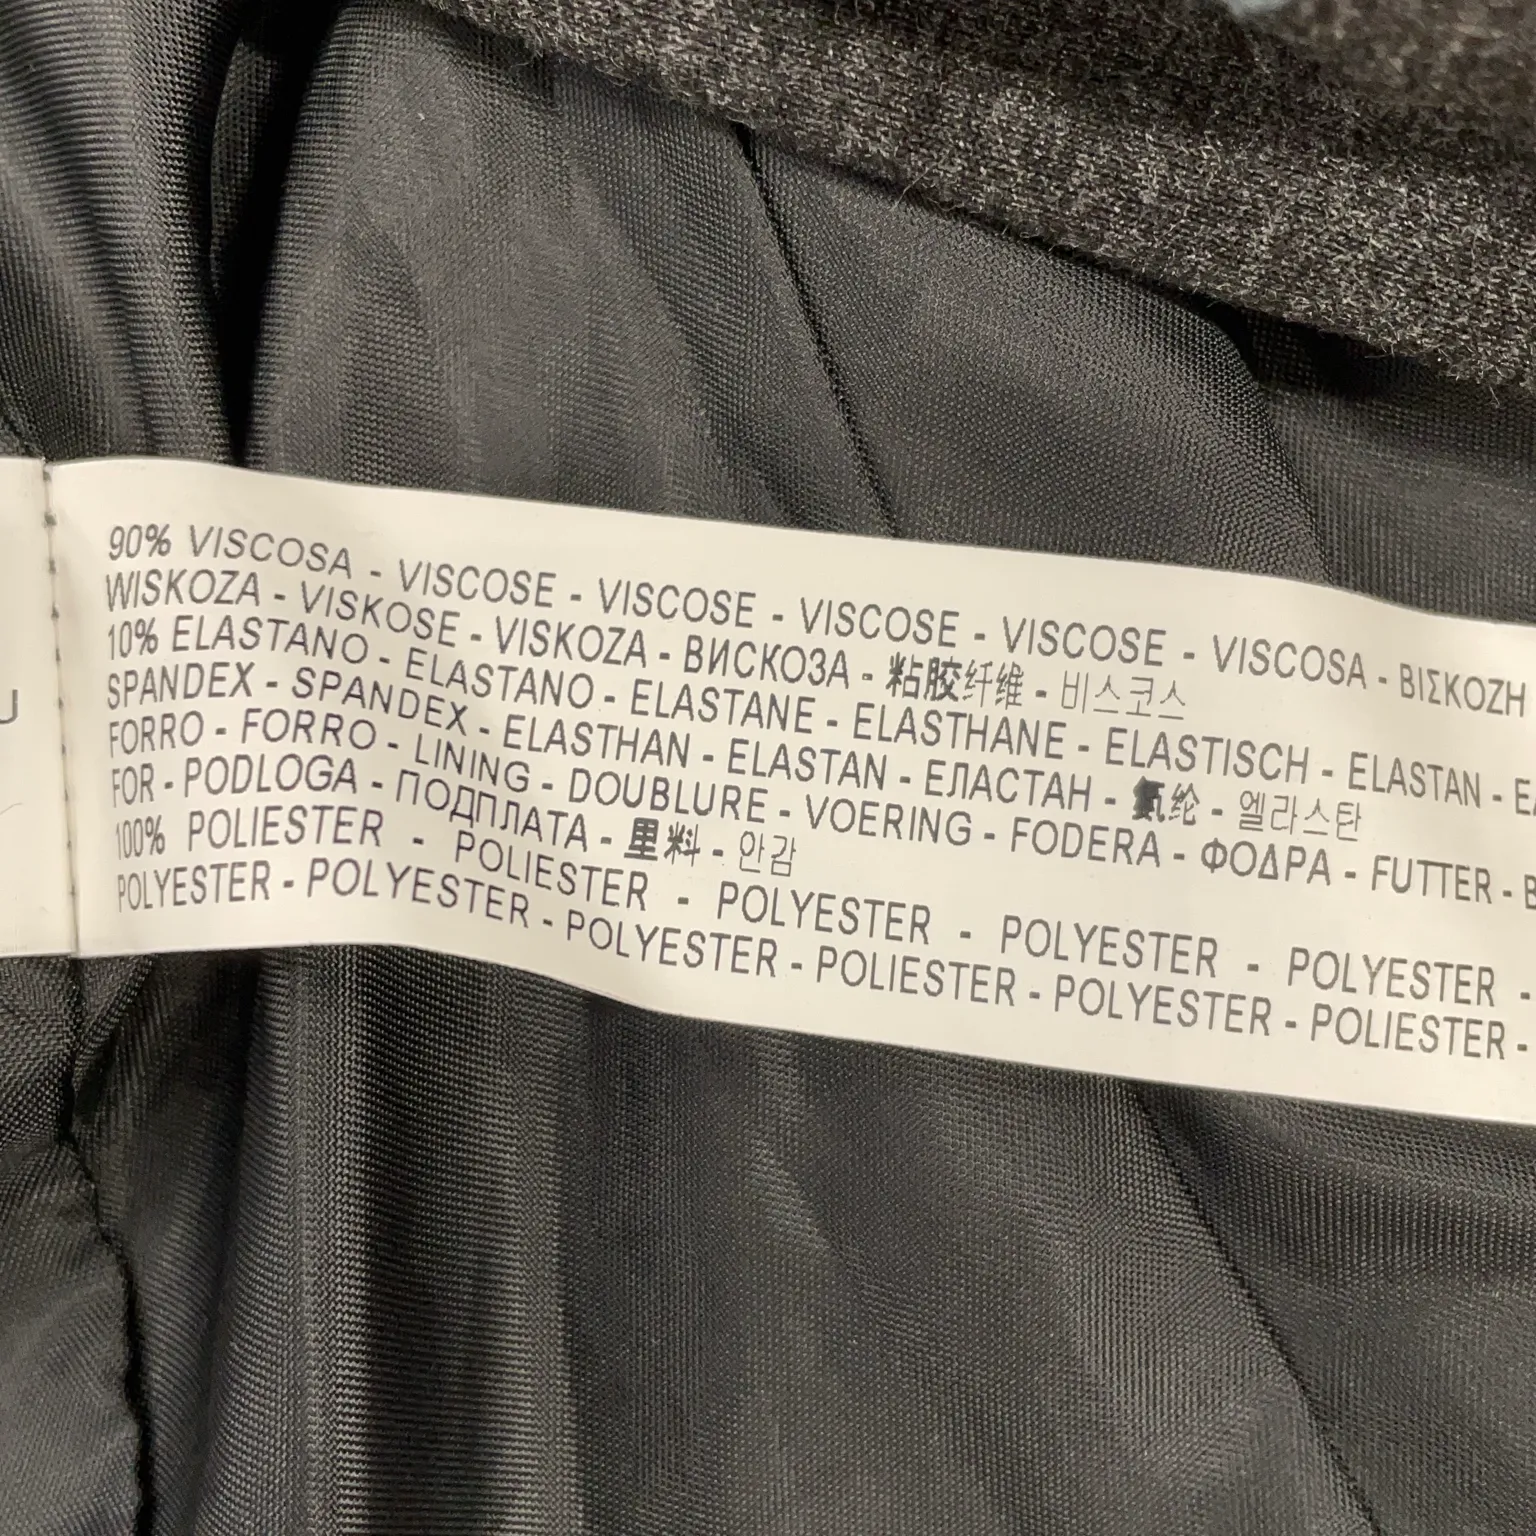 90% VISCOSA - VISCOSE - VISCOSE - VISCOSE - VISCOSE - VISCOSA - ΒΙΣΚΟΖΗ
WISKOZA - VISKOSE - VISKOZA - ВИСКОЗА - 粘胶纤维 - 비스코스
10% ELASTANO - ELASTANO - ELASTANE - ELASTHANE - ELASTISCH - ELASTAN -
SPANDEX - SPANDEX - ELASTHAN - ELASTAN - ЕЛАСТАН - 氨纶 - 엘라스탄
FORRO - FORRO - LINING - DOUBLURE - VOERING - FODERA - ΦΟΔΡΑ - FUTTER -
FOR - PODLOGA - ПОДПЛАТА - 里料 - 안감
100% POLIESTER - POLIESTER - POLYESTER - POLYESTER - POLYESTER -
POLYESTER - POLYESTER - POLYESTER - POLIESTER - POLYESTER - POLIESTER -